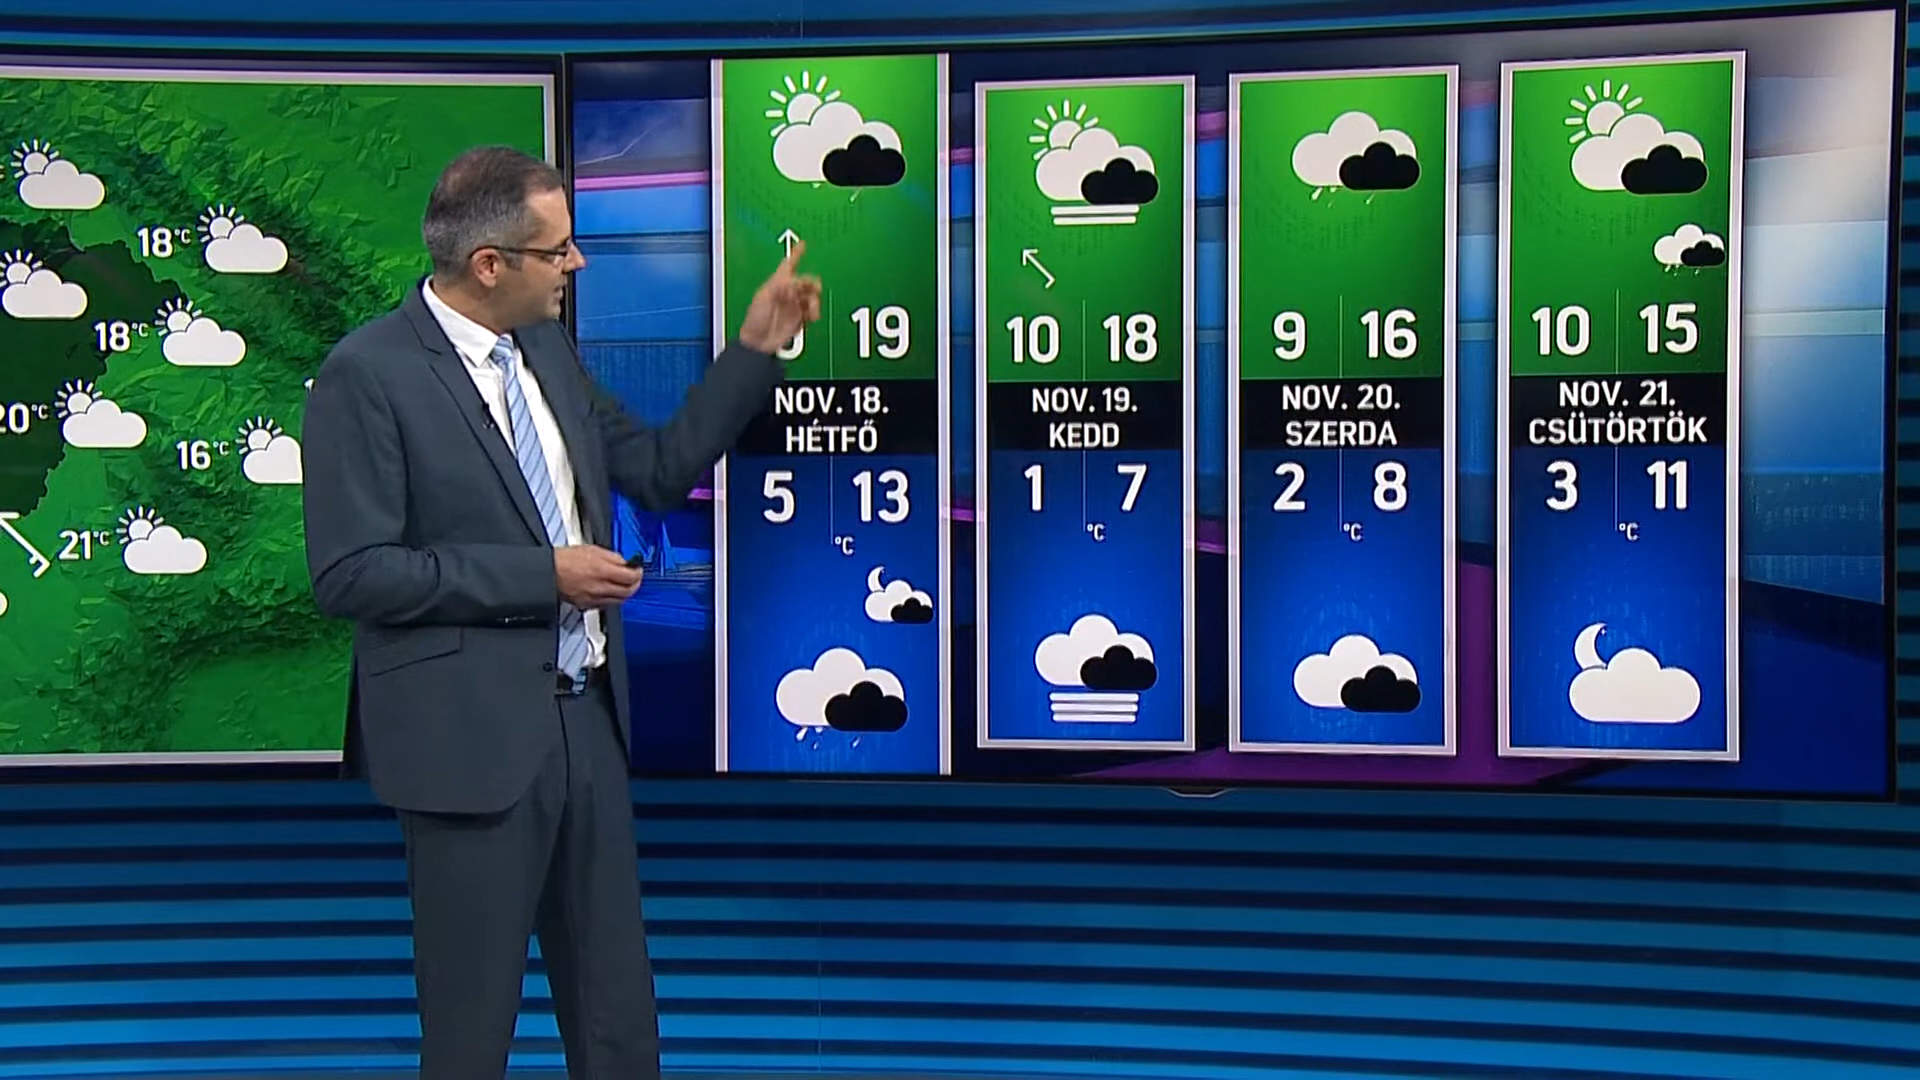 18°C
18°C
20°C
16°C
21°C
19
NOV. 18.
HÉTFŐ
5 13
°C
10 18
NOV. 19.
KEDD
1 7
°C
9 16
NOV. 20.
SZERDA
2 8
°C
10 15
NOV. 21.
CSÜTÖRTÖK
3 11
°C